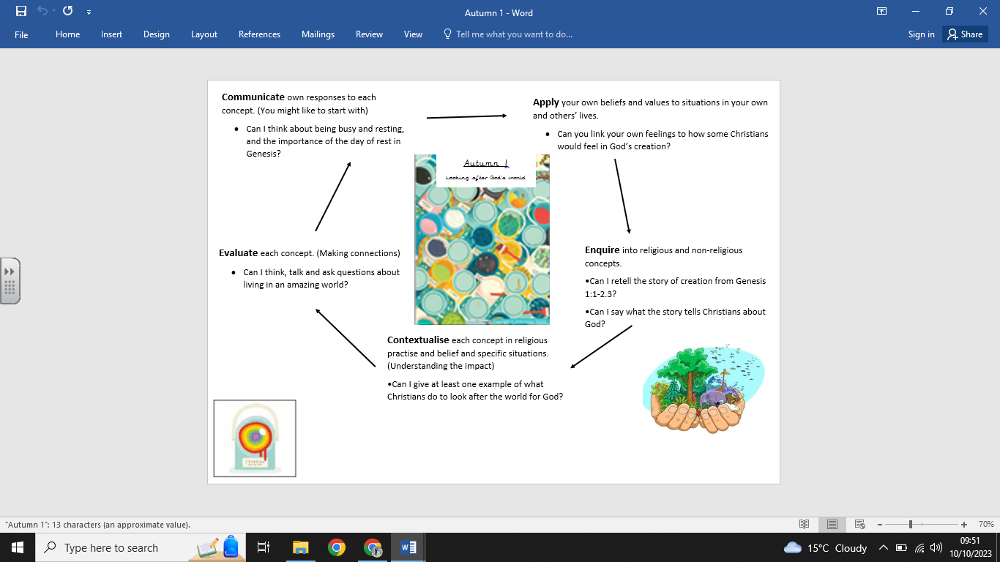 Autumn 1 - Word
File Home Insert Design Layout References Mailings Review View Tell me what you want to do... Sign in Share
Communicate own responses to each
concept. (You might like to start with)
• Can I think about being busy and resting,
and the importance of the day of rest in
Genesis?
Apply your own beliefs and values to situations in your own
and others’ lives.
• Can you link your own feelings to how some Christians
would feel in God’s creation?
Autumn 1
Looking after God's world
Evaluate each concept. (Making connections)
• Can I think, talk and ask questions about
living in an amazing world?
Enquire into religious and non-religious
concepts.
•Can I retell the story of creation from Genesis
1:1-2.3?
•Can I say what the story tells Christians about
God?
Contextualise each concept in religious
practise and belief and specific situations.
(Understanding the impact)
•Can I give at least one example of what
Christians do to look after the world for God?
"Autumn 1": 13 characters (an approximate value).
70%
Type here to search
15°C Cloudy
09:51
10/10/2023